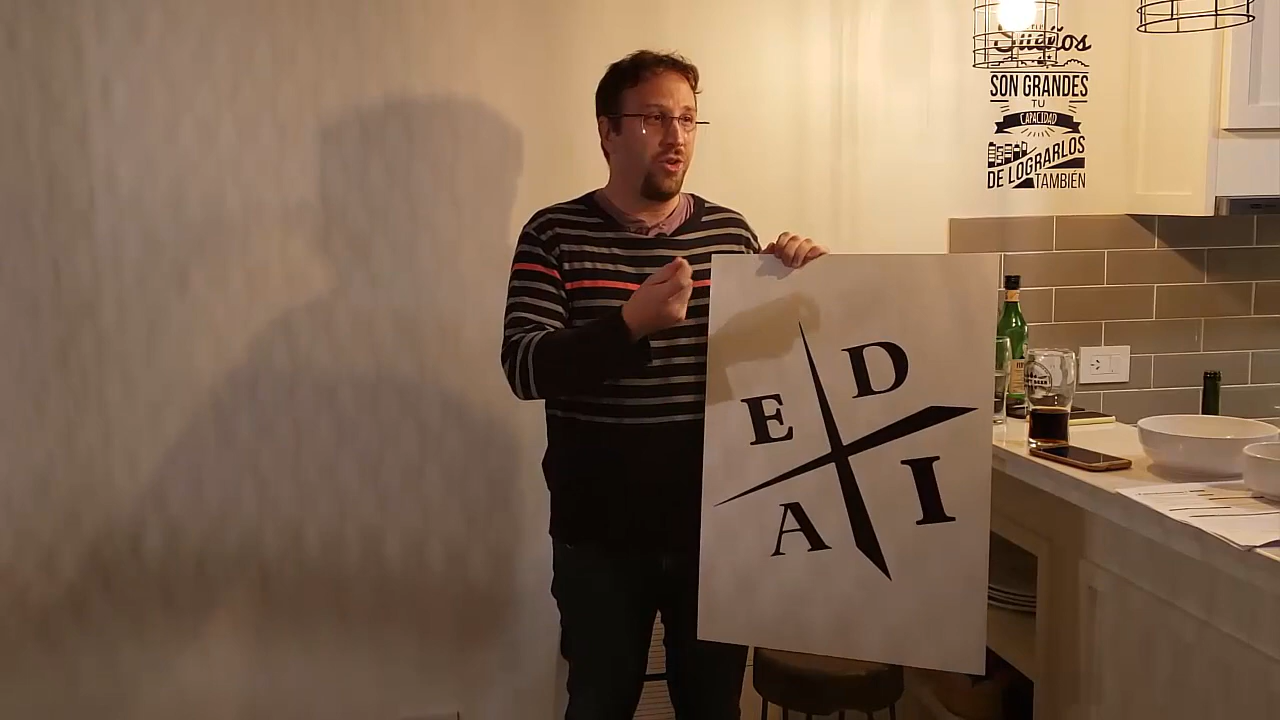 Sueños
SON GRANDES
TU
CAPACIDAD
DE LOGRARLOS
TAMBIÉN
E D
A I